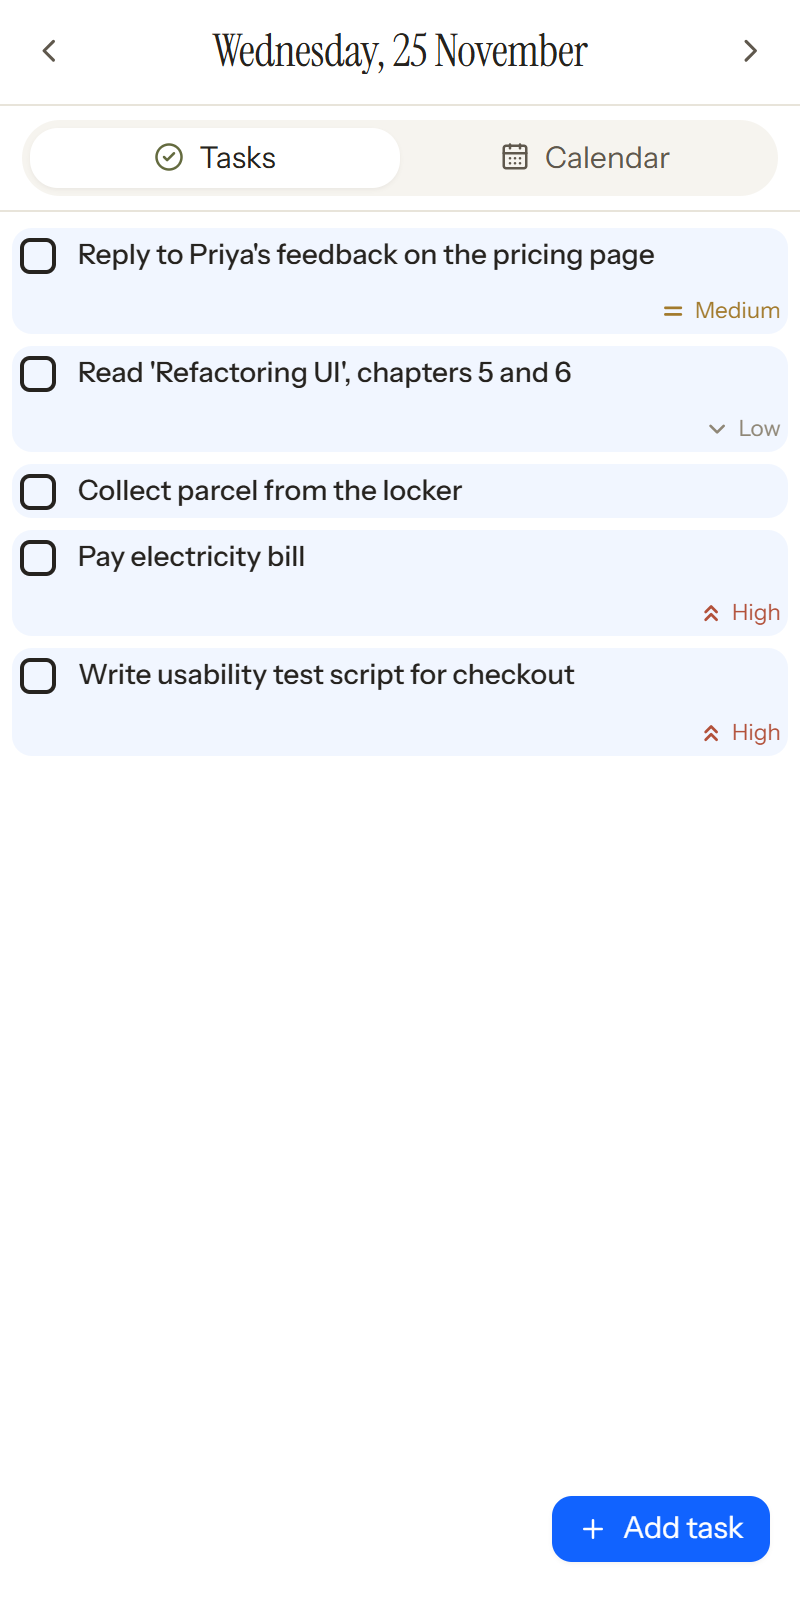 Wednesday, 25 November
Tasks
Calendar
Reply to Priya's feedback on the pricing page
Medium
Read 'Refactoring UI', chapters 5 and 6
Low
Collect parcel from the locker
Pay electricity bill
High
Write usability test script for checkout
High
Add task